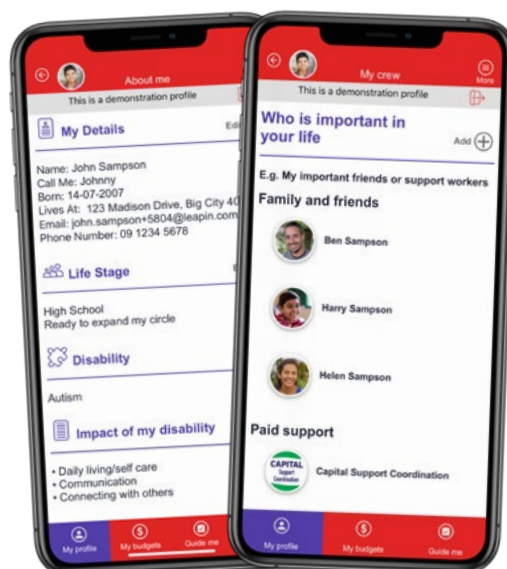 About me
This is a demonstration profile
My Details
Name: John Sampson
Call Me: Johnny
Born: 14-07-2007
Lives At: 123 Madison Drive, Big City 40
Email: john.sampson+5804@leapin.com
Phone Number: 09 1234 5678
Life Stage
High School
Ready to expand my circle
Disability
Autism
Impact of my disability
• Daily living/self care
• Communication
• Connecting with others
My profile
My budgets
Guide me
My crew
More
This is a demonstration profile
Who is important in
your life
Add
E.g. My important friends or support workers
Family and friends
Ben Sampson
Harry Sampson
Helen Sampson
Paid support
CAPITAL
Support
Coordination
Capital Support Coordination
My profile
My budgets
Guide me